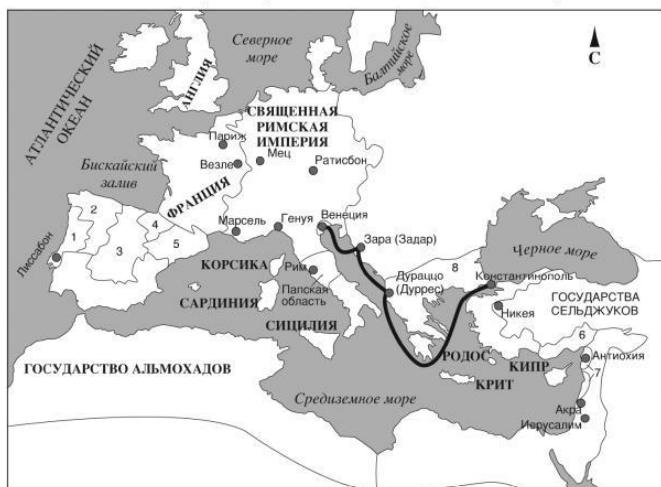 Северное
море
Балтийское
море
С
АТЛАНТИЧЕСКИЙ
ОКЕАН
АНГЛИЯ
СВЯЩЕННАЯ
РИМСКАЯ
ИМПЕРИЯ
Париж
Мец
Везле
Ратисбон
Бискайский
залив
ФРАНЦИЯ
2
1
3
4
5
Лиссабон
Марсель
Генуя
Венеция
Зара (Задар)
Черное море
КОРСИКА
Рим
Папская
область
Дураццо
(Дуррес)
8
Константинополь
САРДИНИЯ
Никея
ГОСУДАРСТВА
СЕЛЬДЖУКОВ
СИЦИЛИЯ
6
РОДОС
КИПР
Антиохия
7
ГОСУДАРСТВО АЛЬМОХАДОВ
КРИТ
Средиземное море
Акра
Иерусалим